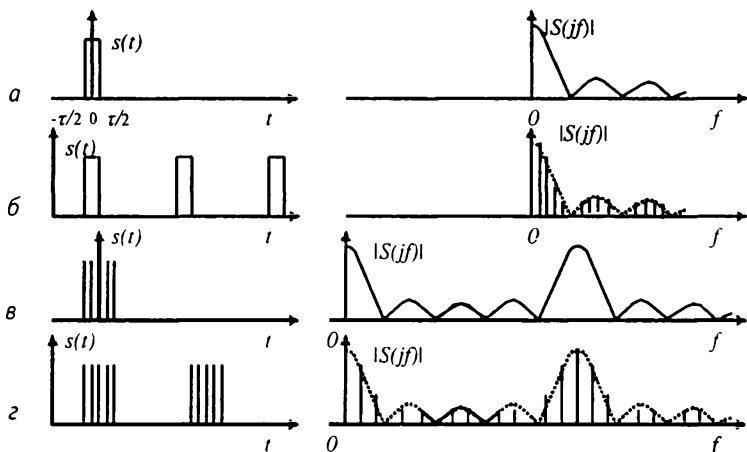 s(t) |S(jf)|
а -τ/2 0 τ/2 t 0 f
s(t) |S(jf)|
б t 0 f
s(t) |S(jf)|
в t 0 f
s(t) |S(jf)|
г t 0 f